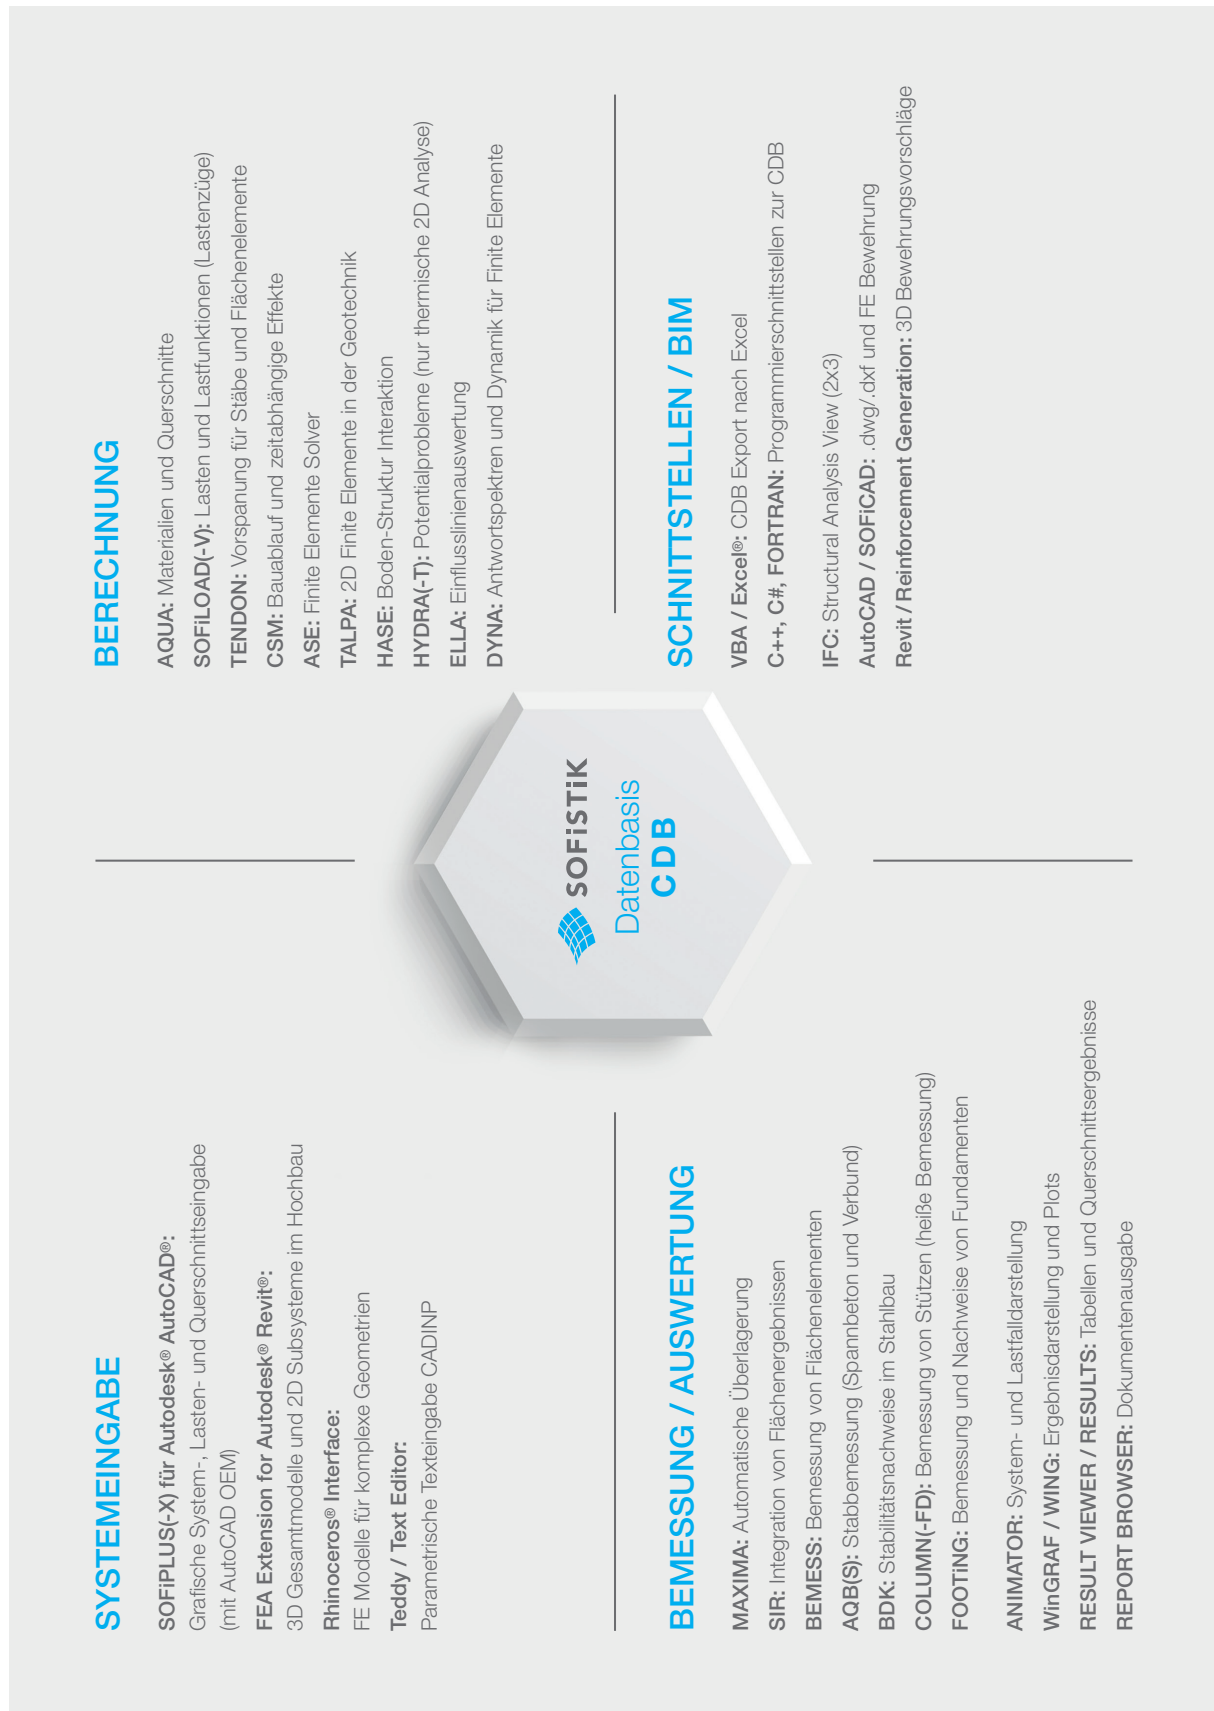 SYSTEMEINGABE
SOFiPLUS(-X) für Autodesk® AutoCAD®:
Grafische System-, Lasten- und Querschnittseingabe
(mit AutoCAD OEM)
FEA Extension for Autodesk® Revit®:
3D Gesamtmodelle und 2D Subsysteme im Hochbau
Rhinoceros® Interface:
FE Modelle für komplexe Geometrien
Teddy / Text Editor:
Parametrische Texteingabe CADINP
BERECHNUNG
AQUA: Materialien und Querschnitte
SOFiLOAD(-V): Lasten und Lastfunktionen (Lastenzüge)
TENDON: Vorspanung für Stäbe und Flächenelemente
CSM: Bauablauf und zeitabhängige Effekte
ASE: Finite Elemente Solver
TALPA: 2D Finite Elemente in der Geotechnik
HASE: Boden-Struktur Interaktion
HYDRA(-T): Potentialprobleme (nur thermische 2D Analyse)
ELLA: Einflusslinienauswertung
DYNA: Antwortspektren und Dynamik für Finite Elemente
SOFiSTiK
Datenbasis
CDB
BEMESSUNG / AUSWERTUNG
MAXIMA: Automatische Überlagerung
SIR: Integration von Flächenergebnissen
BEMESS: Bemessung von Flächenelementen
AQB(S): Stabbemessung (Spannbeton und Verbund)
BDK: Stabilitätsnachweise im Stahlbau
COLUMN(-FD): Bemessung von Stützen (heiße Bemessung)
FOOTiNG: Bemessung und Nachweise von Fundamenten
ANIMATOR: System- und Lastfalldarstellung
WinGRAF / WING: Ergebnisdarstellung und Plots
RESULT VIEWER / RESULTS: Tabellen und Querschnittsergebnisse
REPORT BROWSER: Dokumentenausgabe
SCHNITTSTELLEN / BIM
VBA / Excel®: CDB Export nach Excel
C++, C#, FORTRAN: Programmierschnittstellen zur CDB
IFC: Structural Analysis View (2x3)
AutoCAD / SOFiCAD: .dwg/.dxf und FE Bewehrung
Revit / Reinforcement Generation: 3D Bewehrungsvorschläge